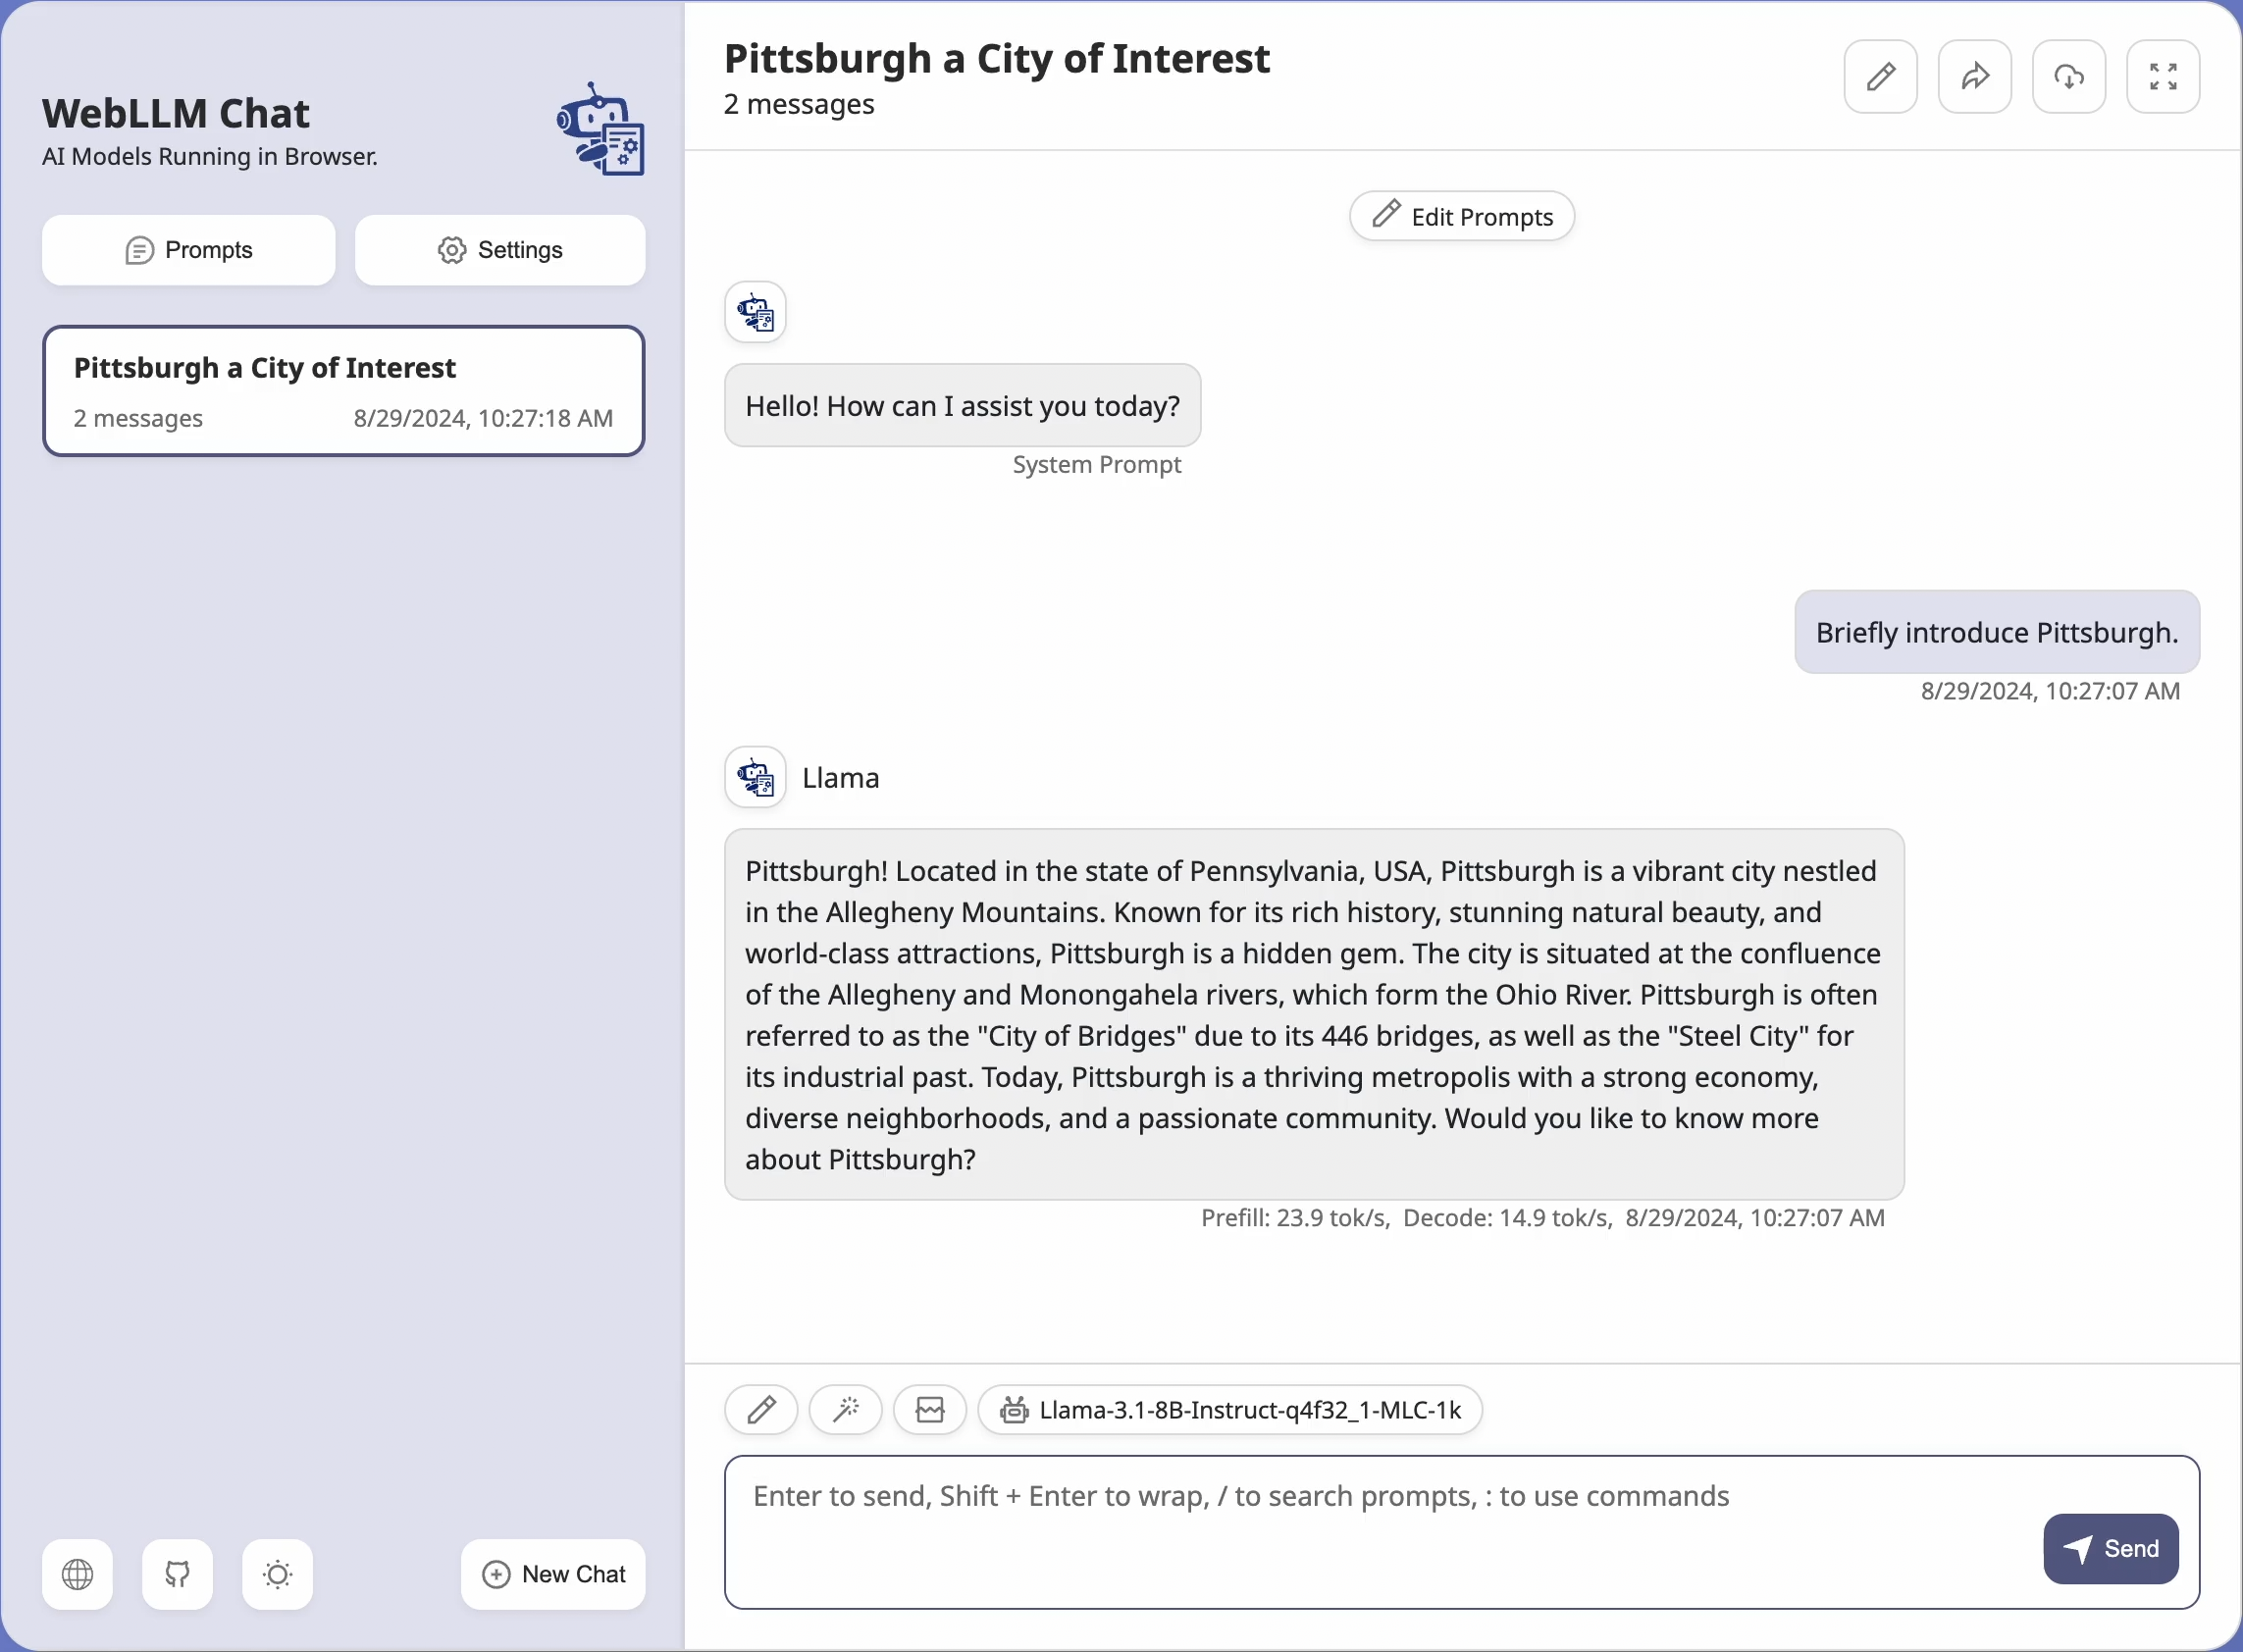 WebLLM Chat
AI Models Running in Browser.
Prompts
Settings
Pittsburgh a City of Interest
2 messages
8/29/2024, 10:27:18 AM
New Chat
Pittsburgh a City of Interest
2 messages
Edit Prompts
Hello! How can I assist you today?
System Prompt
Briefly introduce Pittsburgh.
8/29/2024, 10:27:07 AM
Llama
Pittsburgh! Located in the state of Pennsylvania, USA, Pittsburgh is a vibrant city nestled
in the Allegheny Mountains. Known for its rich history, stunning natural beauty, and
world-class attractions, Pittsburgh is a hidden gem. The city is situated at the confluence
of the Allegheny and Monongahela rivers, which form the Ohio River. Pittsburgh is often
referred to as the "City of Bridges" due to its 446 bridges, as well as the "Steel City" for
its industrial past. Today, Pittsburgh is a thriving metropolis with a strong economy,
diverse neighborhoods, and a passionate community. Would you like to know more
about Pittsburgh?
Prefill: 23.9 tok/s, Decode: 14.9 tok/s, 8/29/2024, 10:27:07 AM
Llama-3.1-8B-Instruct-q4f32_1-MLC-1k
Enter to send, Shift + Enter to wrap, / to search prompts, : to use commands
Send